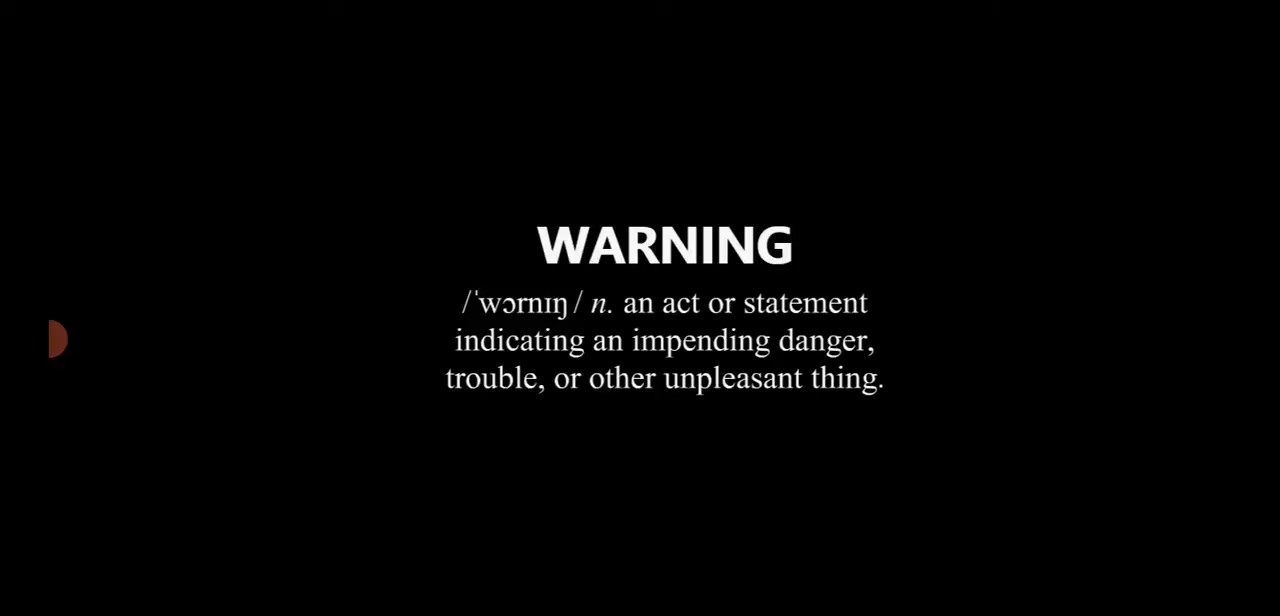 WARNING
/ˈwɔrnɪŋ/ n. an act or statement
indicating an impending danger,
trouble, or other unpleasant thing.